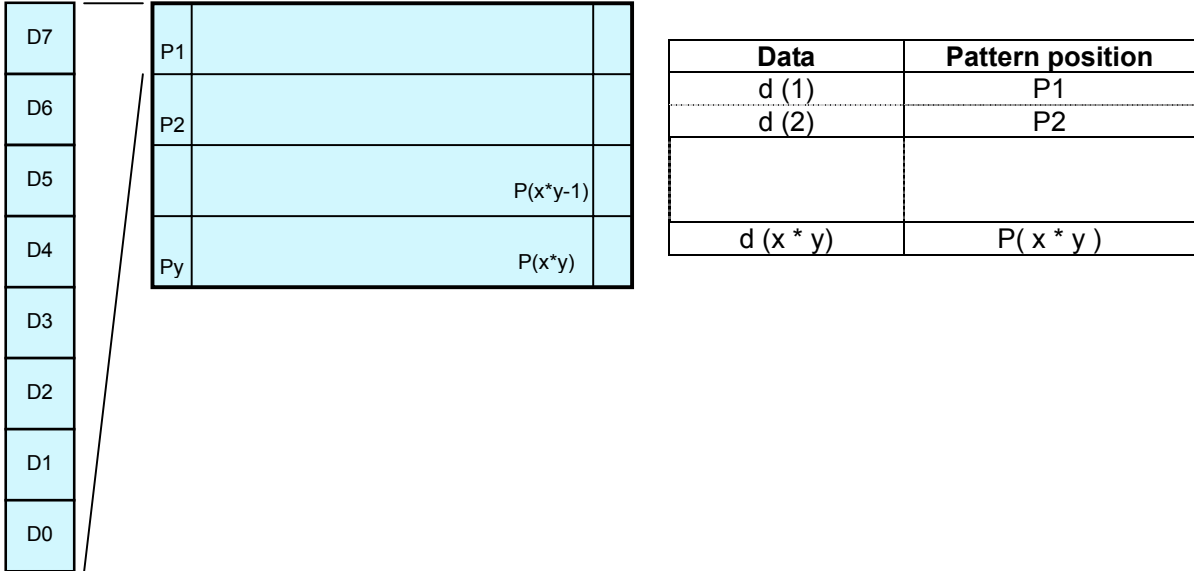 D7
D6
D5
D4
D3
D2
D1
D0
P1
P2
P(x*y-1)
Py P(x*y)
Data Pattern position
d (1) P1
d (2) P2
d (x * y) P( x * y )